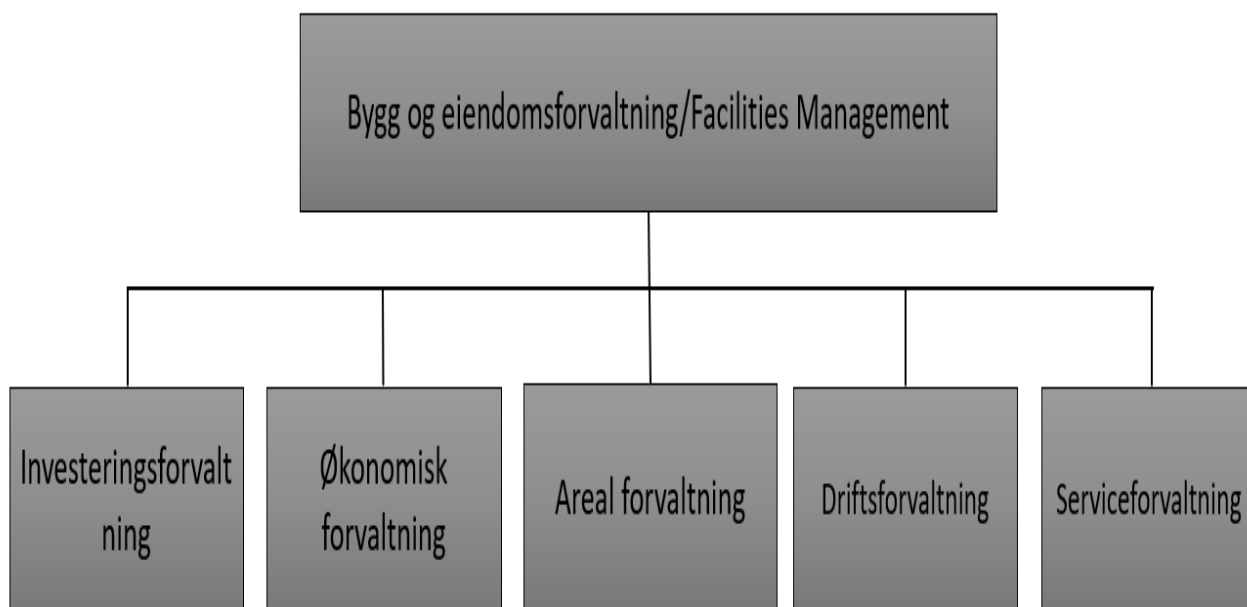 Bygg og eiendomsforvaltning/Facilities Management
Investeringsforvalt
ning
Økonomisk
forvaltning
Areal forvaltning
Driftsforvaltning
Serviceforvaltning